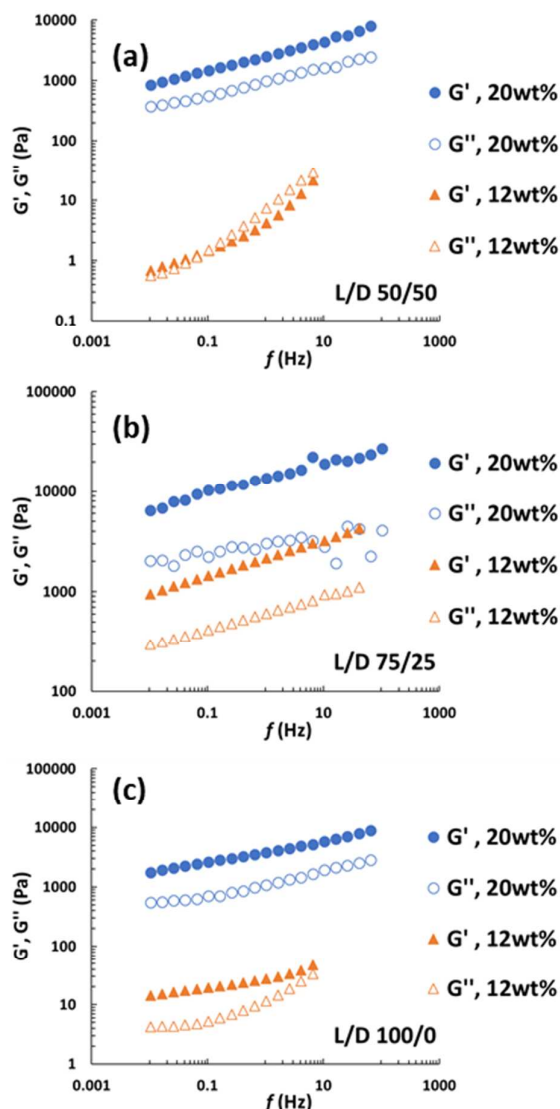 10000
(a)
1000
100
10
1
0.1
G', G'' (Pa)
G' , 20wt%
G'', 20wt%
G' , 12wt%
G'', 12wt%
L/D 50/50
0.001 0.1 10 1000
f (Hz)
100000
(b)
10000
1000
100
G', G'' (Pa)
G' , 20wt%
G'', 20wt%
G' , 12wt%
G'', 12wt%
L/D 75/25
0.001 0.1 10 1000
f (Hz)
100000
(c)
10000
1000
100
10
1
G', G'' (Pa)
G' , 20wt%
G'', 20wt%
G' , 12wt%
G'', 12wt%
L/D 100/0
0.001 0.1 10 1000
f (Hz)